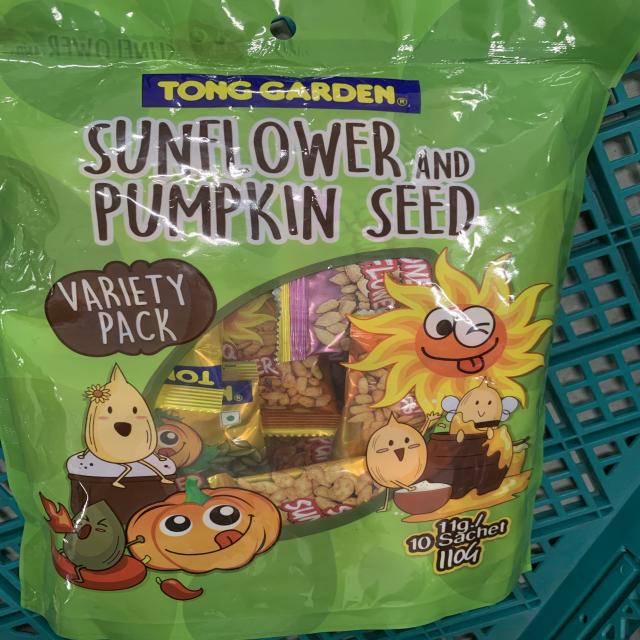 TONG GARDEN®
SUNFLOWER AND
PUMPKIN SEED
VARIETY
PACK
11g./
10 Sachet
110g